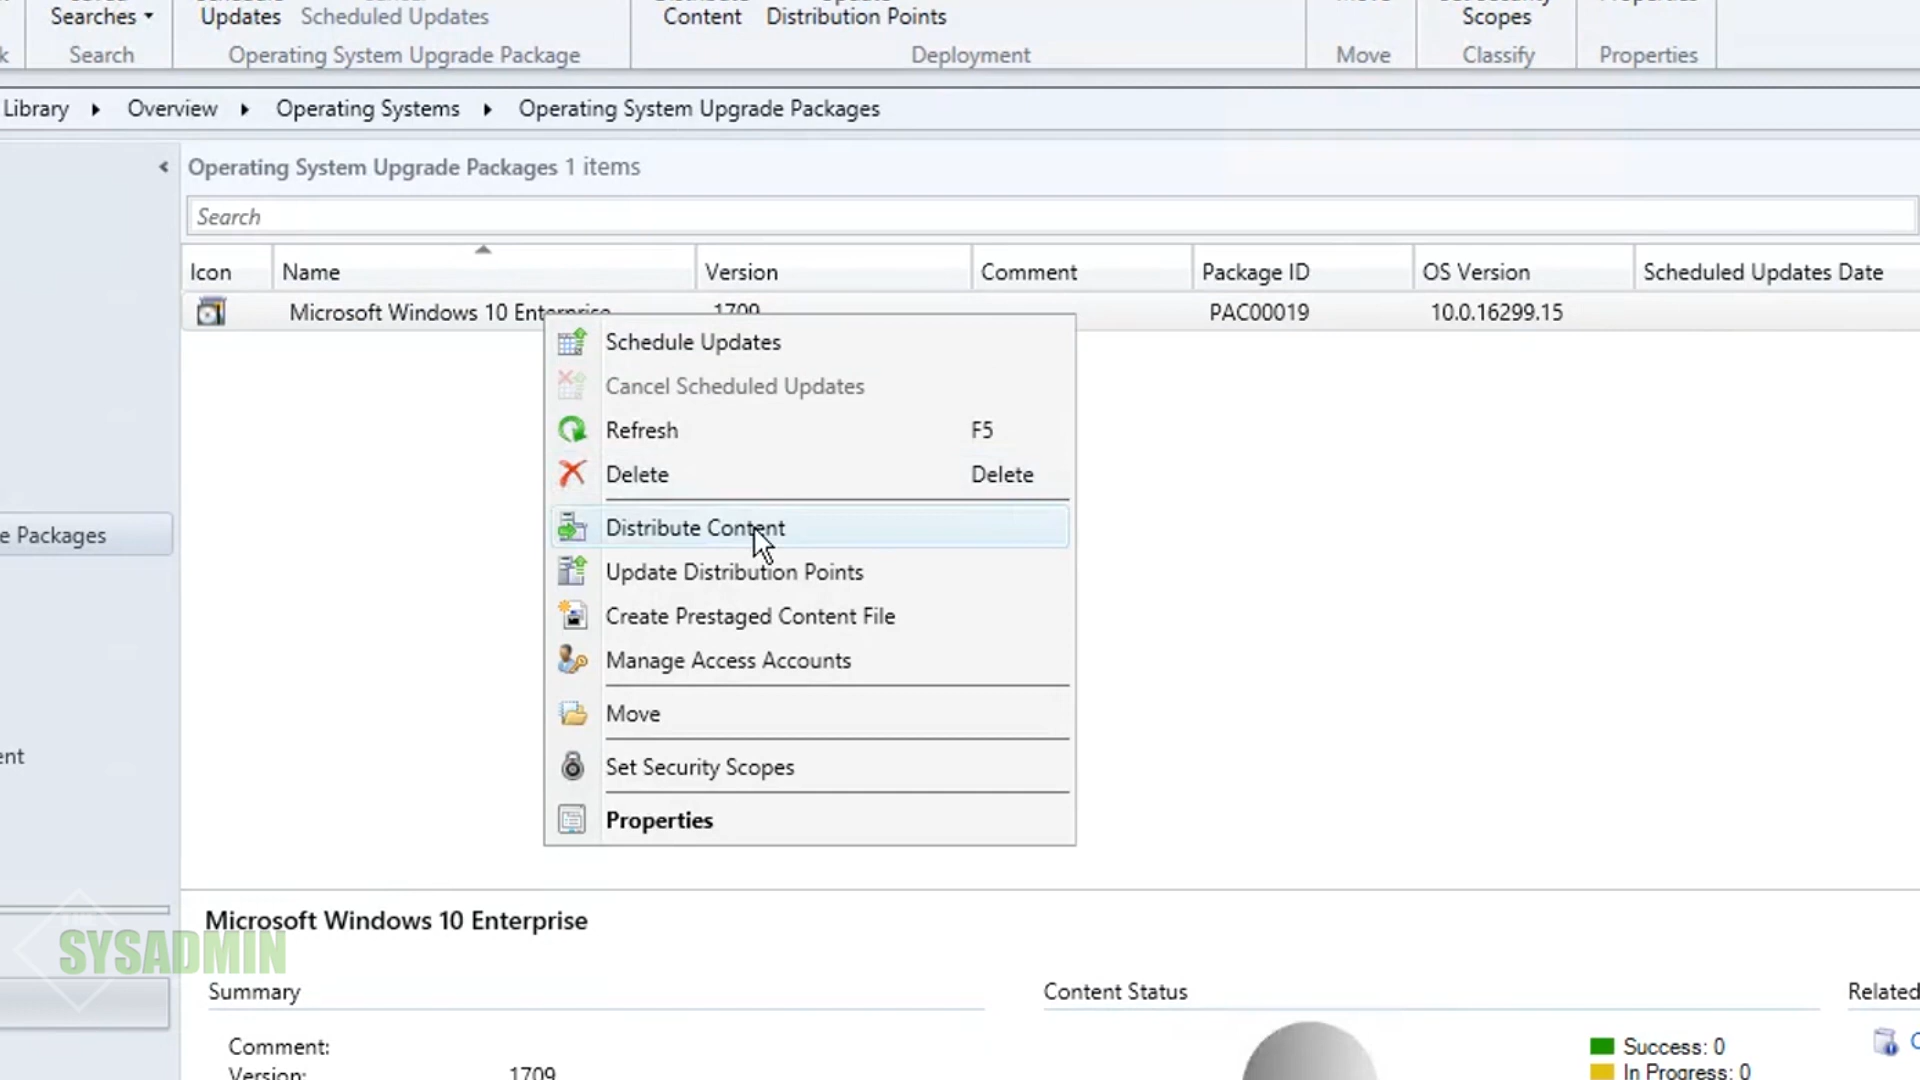 Searches
Updates
Scheduled Updates
Content
Distribution Points
Scopes
Search
Operating System Upgrade Package
Deployment
Move
Classify
Properties
Library ▸ Overview ▸ Operating Systems ▸ Operating System Upgrade Packages
Operating System Upgrade Packages 1 items
Search
Icon Name Version Comment Package ID OS Version Scheduled Updates Date
Microsoft Windows 10 Enterprise 1709 PAC00019 10.0.16299.15
Schedule Updates
Cancel Scheduled Updates
Refresh F5
Delete Delete
Distribute Content
e Packages
Update Distribution Points
Create Prestaged Content File
Manage Access Accounts
Move
ent
Set Security Scopes
Properties
Microsoft Windows 10 Enterprise
SYSADMIN
Summary
Content Status
Related
Comment:
Success: 0
Version: 1709
In Progress: 0